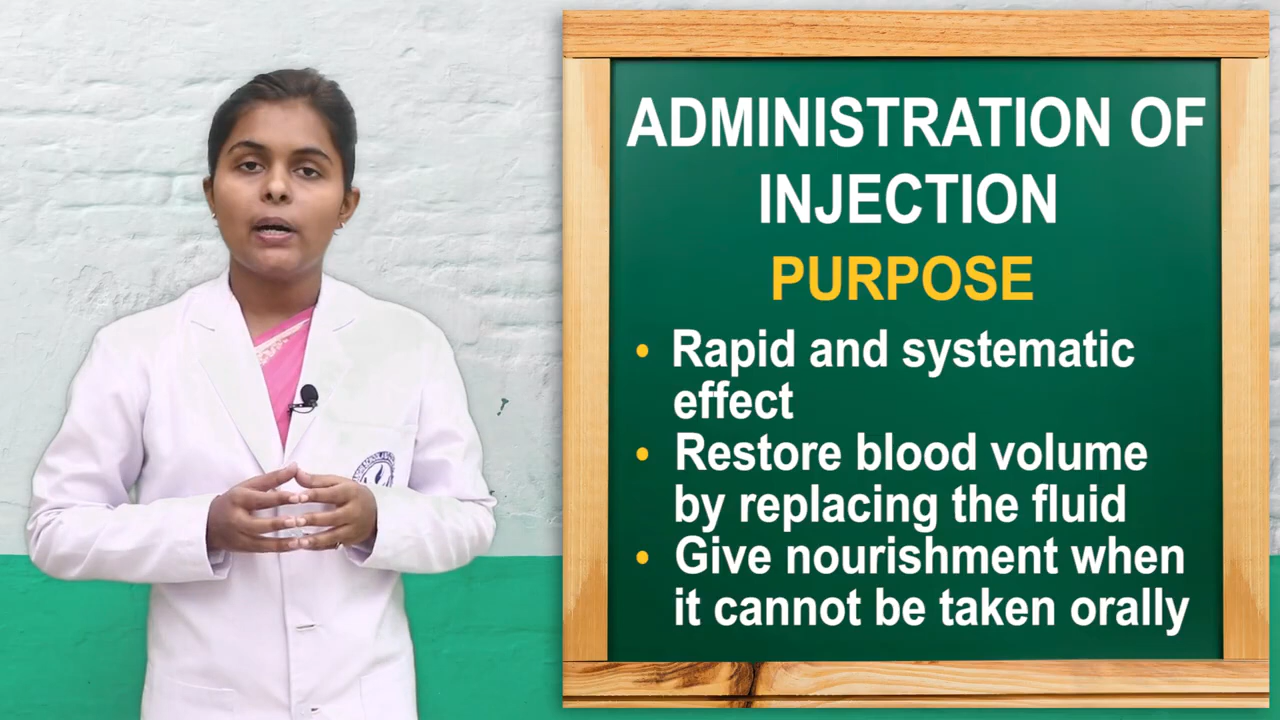 ADMINISTRATION OF
INJECTION
PURPOSE
• Rapid and systematic
effect
• Restore blood volume
by replacing the fluid
• Give nourishment when
it cannot be taken orally